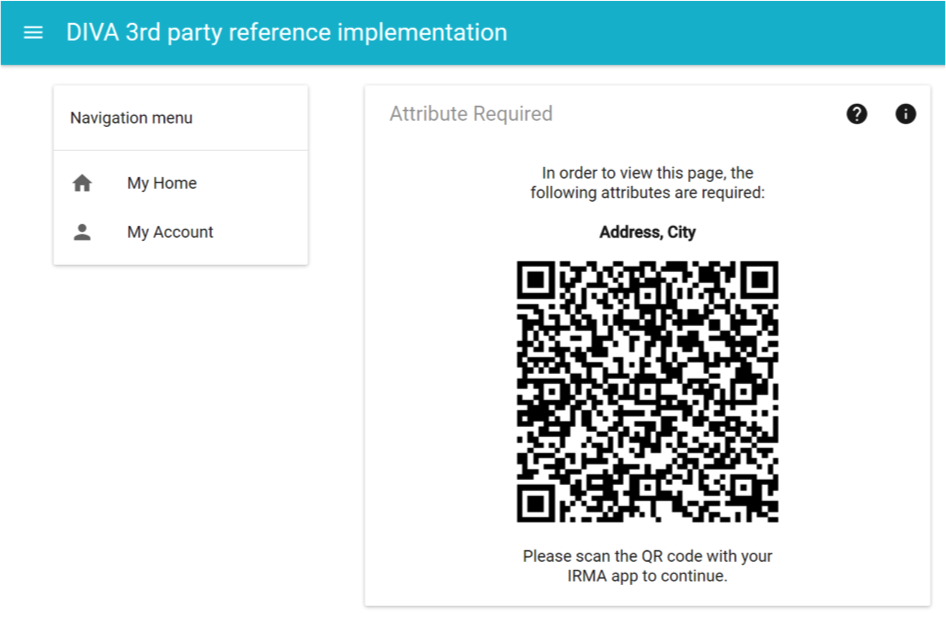 DIVA 3rd party reference implementation
Navigation menu
My Home
My Account
Attribute Required
In order to view this page, the
following attributes are required:
Address, City
Please scan the QR code with your
IRMA app to continue.